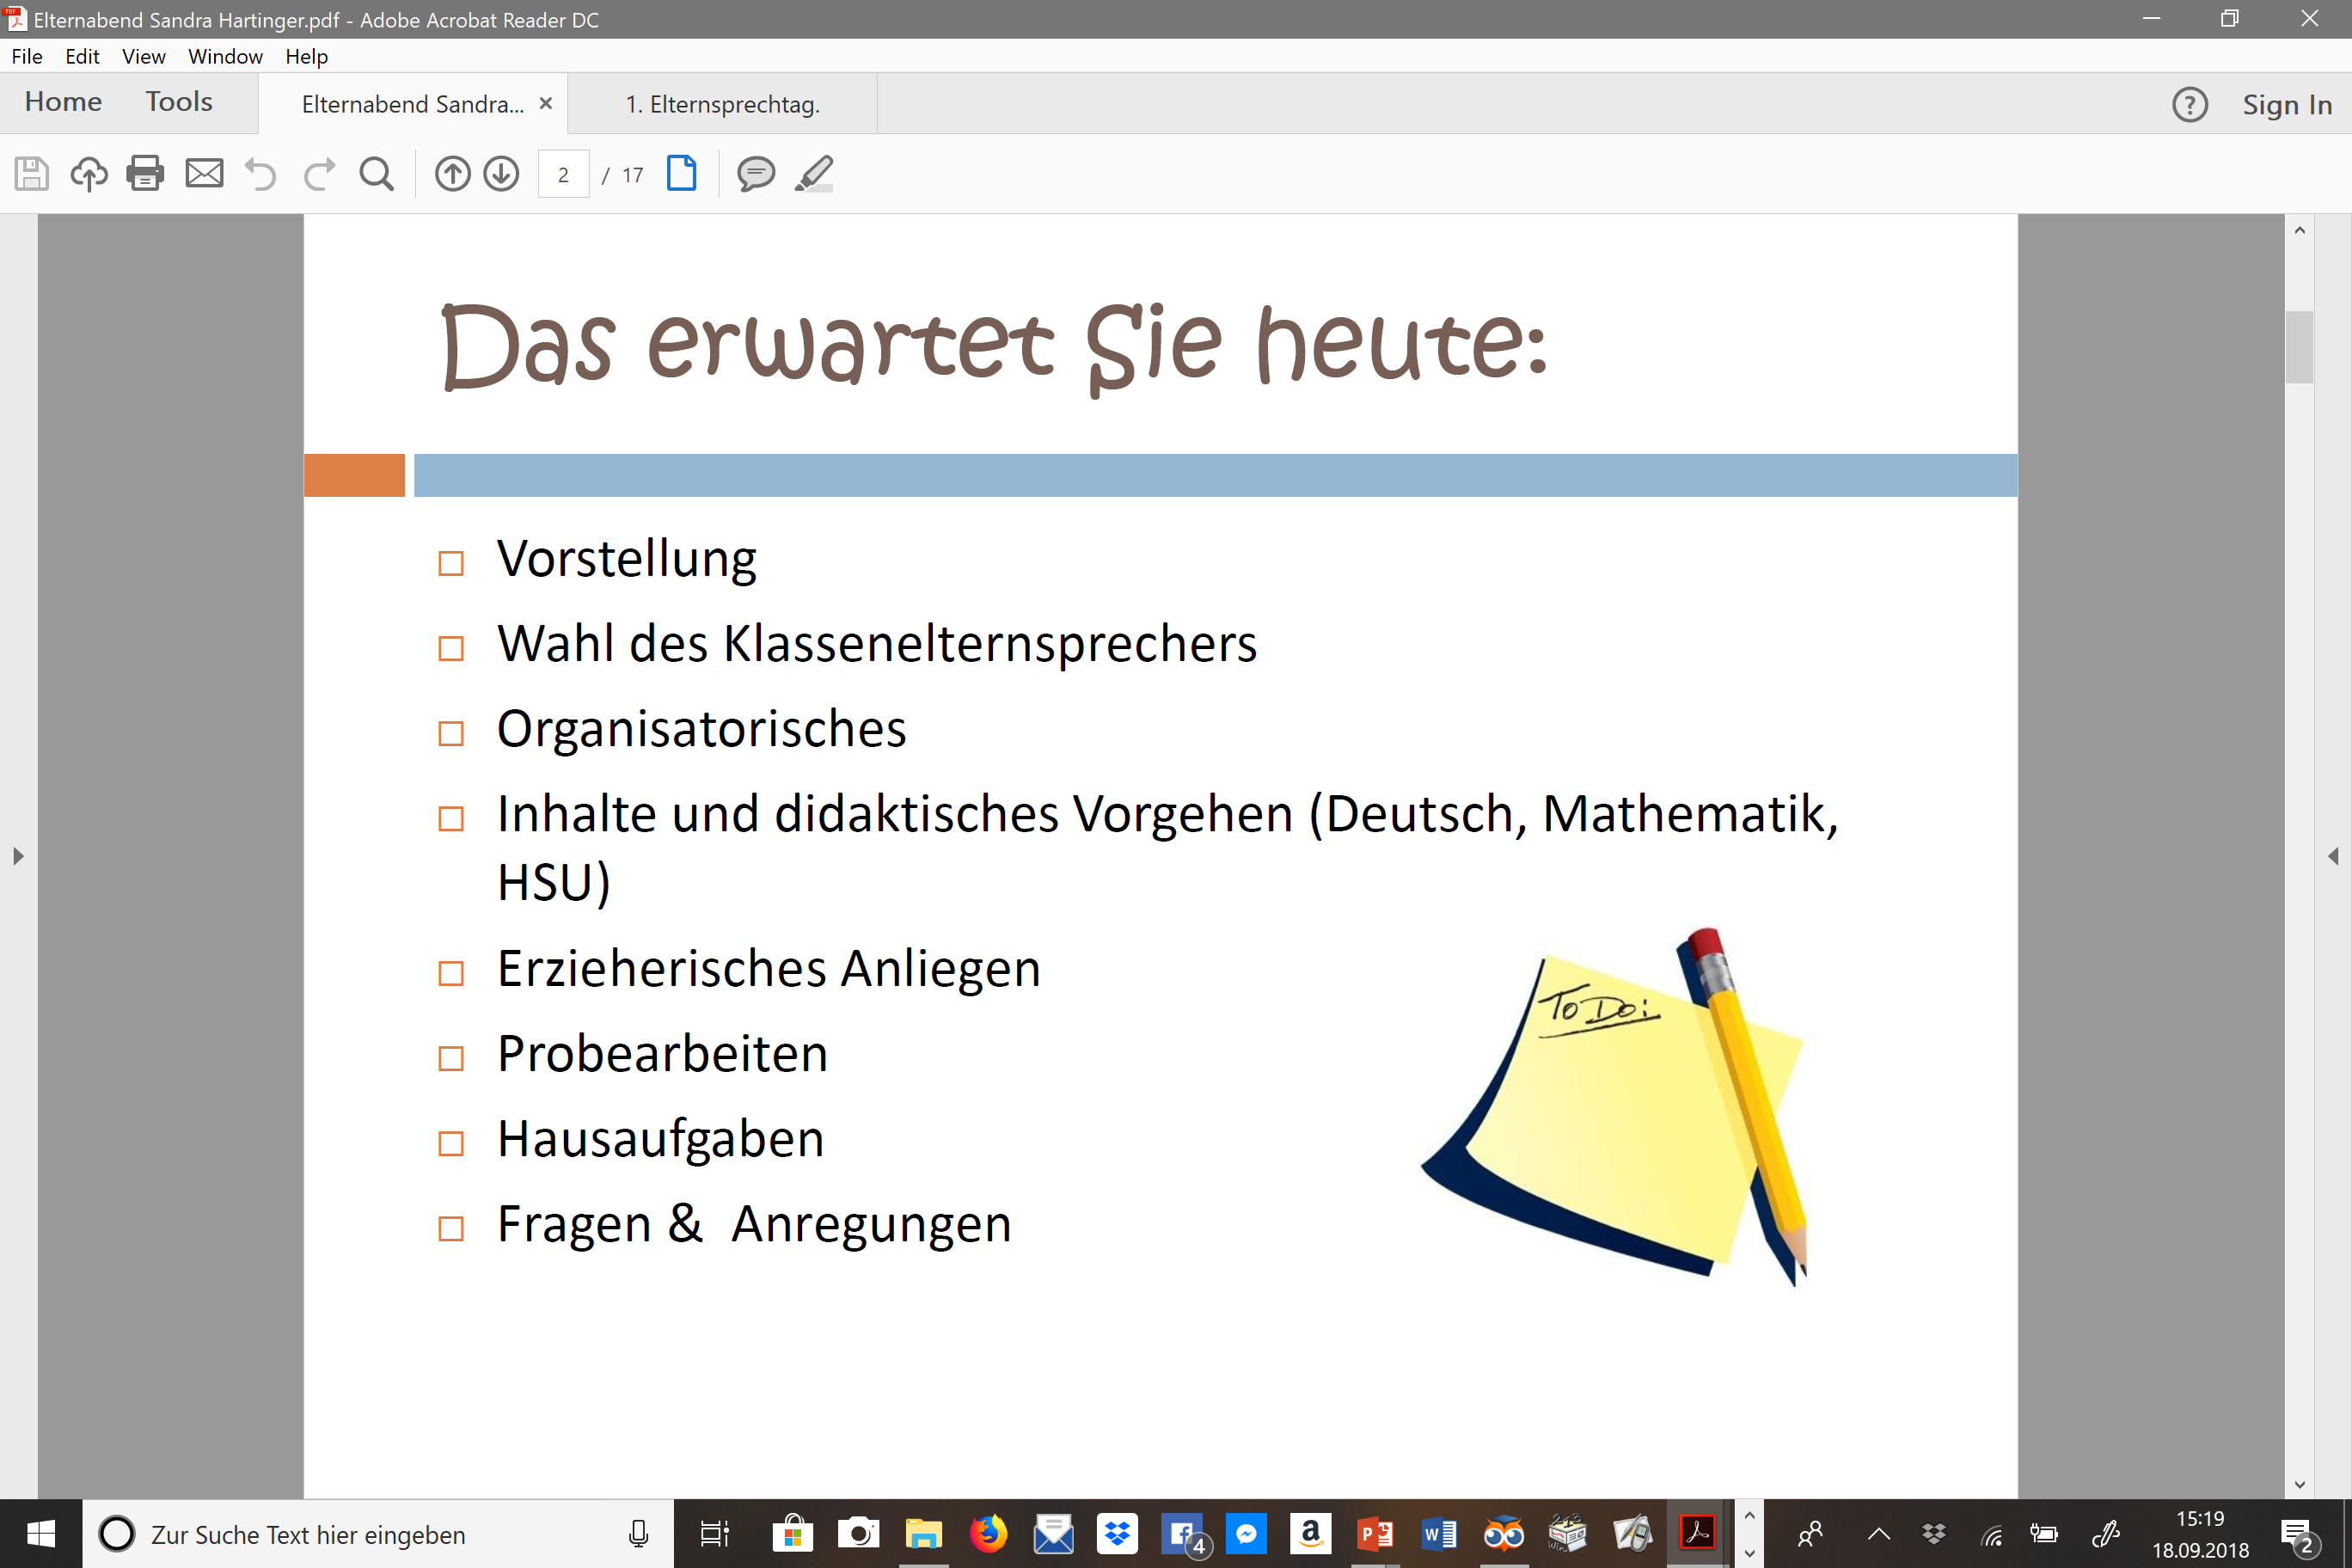 Elternabend Sandra Hartinger.pdf - Adobe Acrobat Reader DC
File Edit View Window Help
Home Tools Elternabend Sandra... 1. Elternsprechtag. ? Sign In
2 / 17
Das erwartet Sie heute:
Vorstellung
Wahl des Klassenelternsprechers
Organisatorisches
Inhalte und didaktisches Vorgehen (Deutsch, Mathematik,
HSU)
Erzieherisches Anliegen
To Do:
Probearbeiten
Hausaufgaben
Fragen & Anregungen
Zur Suche Text hier eingeben
4
15:19
18.09.2018
2